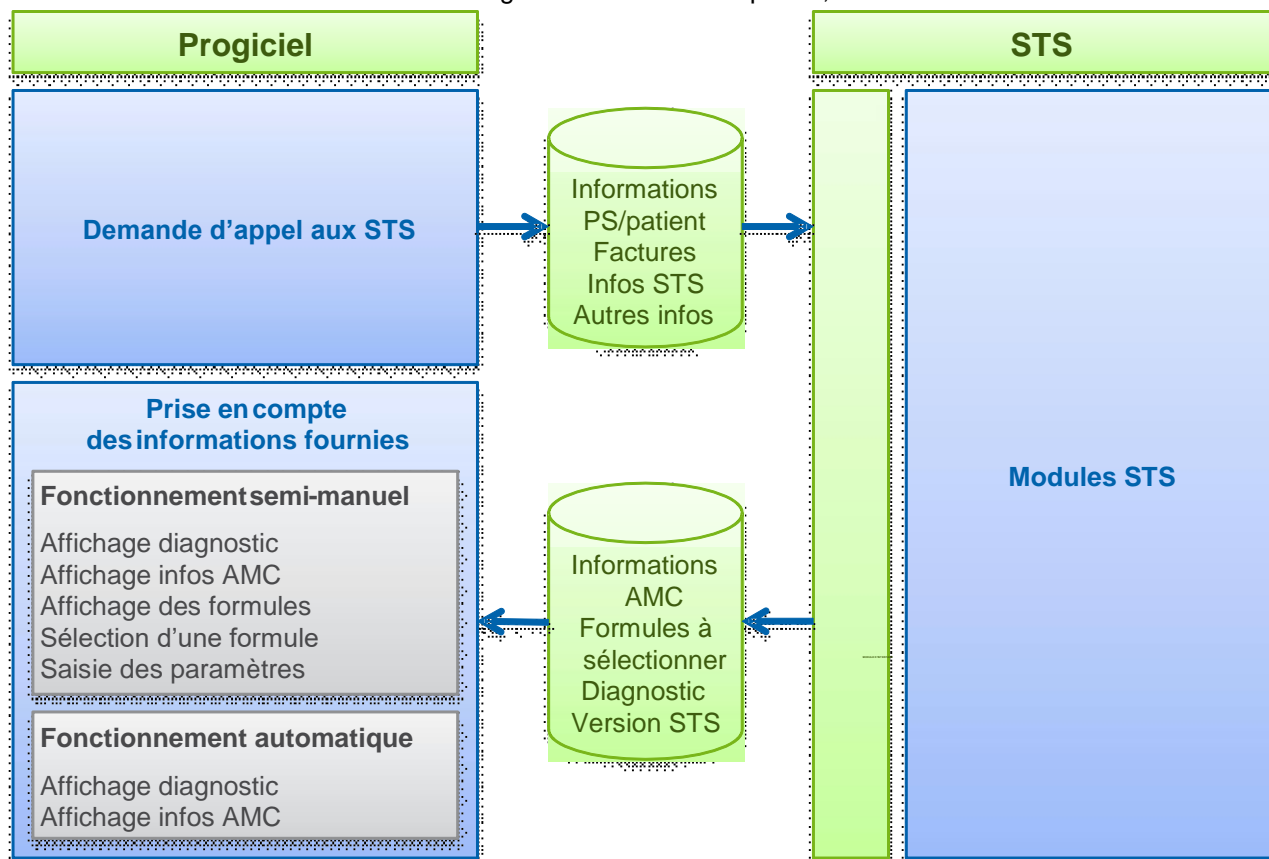 Progiciel
STS
Demande d'appel aux STS
Informations
PS/patient
Factures
Infos STS
Autres infos
Prise en compte
des informations fournies
Fonctionnement semi-manuel
Affichage diagnostic
Affichage infos AMC
Affichage des formules
Sélection d'une formule
Saisie des paramètres
Fonctionnement automatique
Affichage diagnostic
Affichage infos AMC
Informations
AMC
Formules à
sélectionner
Diagnostic
Version STS
Modules STS